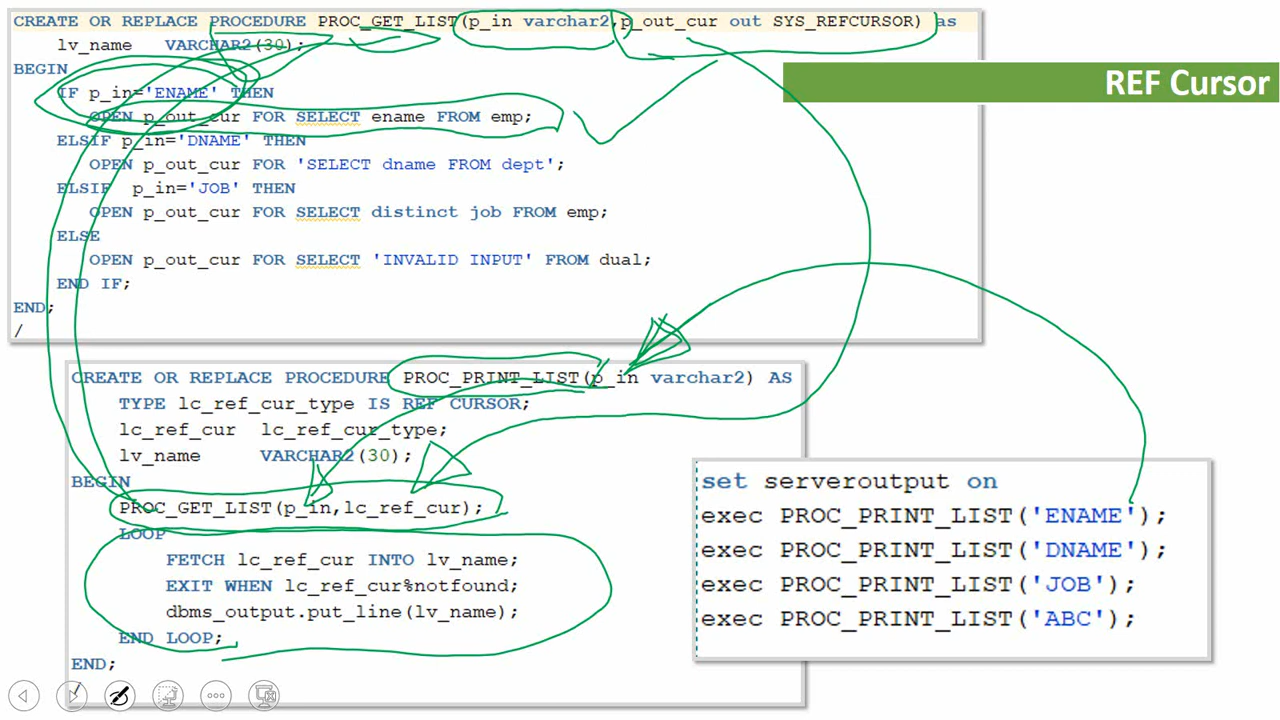 CREATE OR REPLACE PROCEDURE PROC_GET_LIST(p_in varchar2,p_out_cur out SYS_REFCURSOR) as
lv_name VARCHAR2(30);
BEGIN
IF p_in='ENAME' THEN
OPEN p_out_cur FOR SELECT ename FROM emp;
ELSIF p_in='DNAME' THEN
OPEN p_out_cur FOR 'SELECT dname FROM dept';
ELSIF p_in='JOB' THEN
OPEN p_out_cur FOR SELECT distinct job FROM emp;
ELSE
OPEN p_out_cur FOR SELECT 'INVALID INPUT' FROM dual;
END IF;
END;
/
REF Cursor
CREATE OR REPLACE PROCEDURE PROC_PRINT_LIST(p_in varchar2) AS
TYPE lc_ref_cur_type IS REF CURSOR;
lc_ref_cur lc_ref_cur_type;
lv_name VARCHAR2(30);
BEGIN
PROC_GET_LIST(p_in,lc_ref_cur);
LOOP
FETCH lc_ref_cur INTO lv_name;
EXIT WHEN lc_ref_cur%notfound;
dbms_output.put_line(lv_name);
END LOOP;
END;
set serveroutput on
exec PROC_PRINT_LIST('ENAME');
exec PROC_PRINT_LIST('DNAME');
exec PROC_PRINT_LIST('JOB');
exec PROC_PRINT_LIST('ABC');